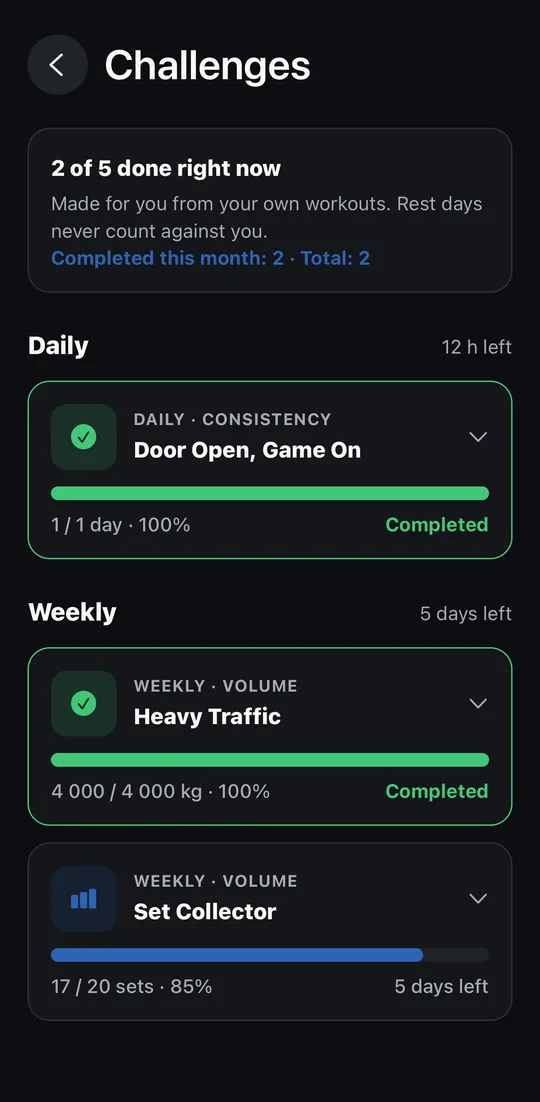 Challenges
2 of 5 done right now
Made for you from your own workouts. Rest days
never count against you.
Completed this month: 2 · Total: 2
Daily
12 h left
DAILY · CONSISTENCY
Door Open, Game On
1 / 1 day · 100%
Completed
Weekly
5 days left
WEEKLY · VOLUME
Heavy Traffic
4 000 / 4 000 kg · 100%
Completed
WEEKLY · VOLUME
Set Collector
17 / 20 sets · 85%
5 days left